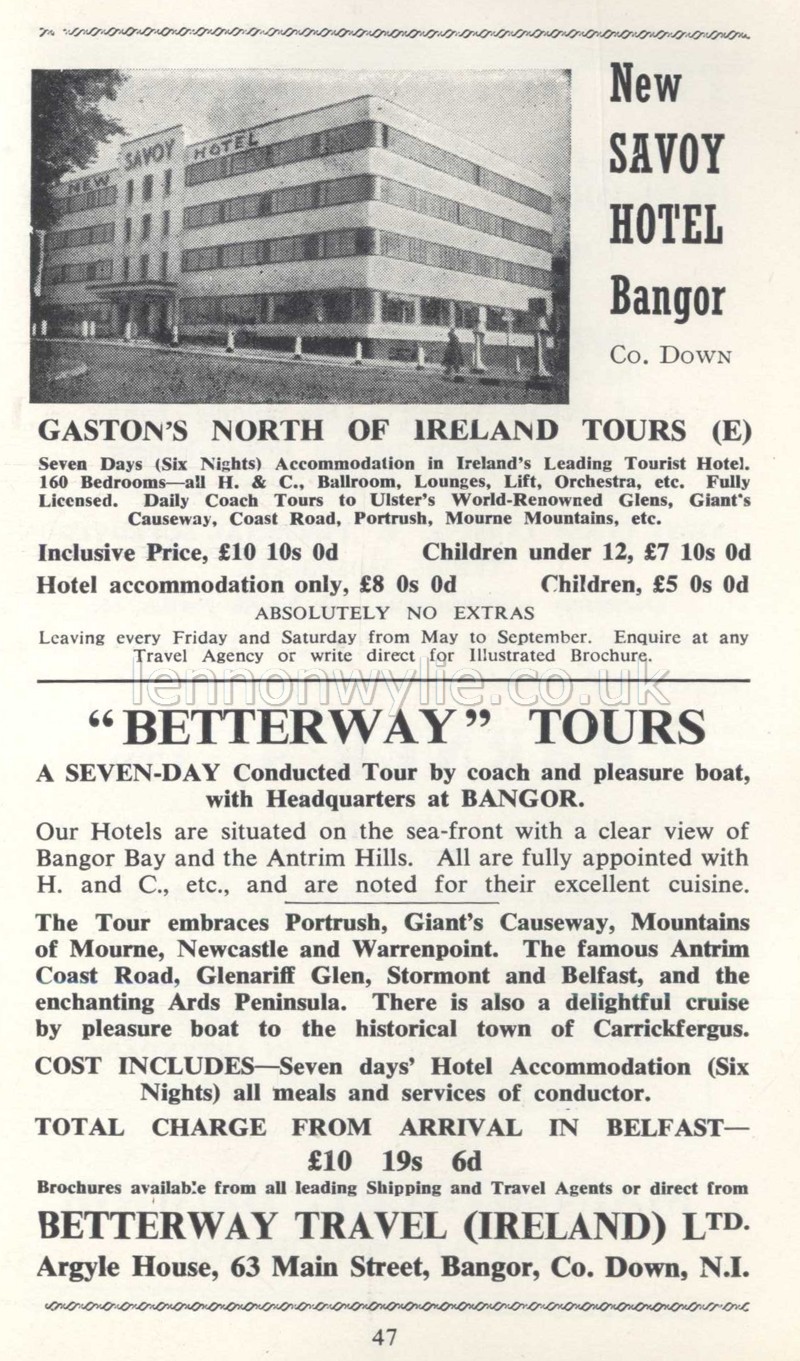 New
SAVOY
HOTEL
Bangor
Co. Down
NEW SAVOY HOTEL
GASTON'S NORTH OF IRELAND TOURS (E)
Seven Days (Six Nights) Accommodation in Ireland's Leading Tourist Hotel.
160 Bedrooms—all H. & C., Ballroom, Lounges, Lift, Orchestra, etc. Fully
Licensed. Daily Coach Tours to Ulster's World-Renowned Glens, Giant's
Causeway, Coast Road, Portrush, Mourne Mountains, etc.
Inclusive Price, £10 10s 0d Children under 12, £7 10s 0d
Hotel accommodation only, £8 0s 0d Children, £5 0s 0d
ABSOLUTELY NO EXTRAS
Leaving every Friday and Saturday from May to September. Enquire at any
Travel Agency or write direct for Illustrated Brochure.
lennonwylie.co.uk
"BETTERWAY" TOURS
A SEVEN-DAY Conducted Tour by coach and pleasure boat,
with Headquarters at BANGOR.
Our Hotels are situated on the sea-front with a clear view of
Bangor Bay and the Antrim Hills. All are fully appointed with
H. and C., etc., and are noted for their excellent cuisine.
The Tour embraces Portrush, Giant's Causeway, Mountains
of Mourne, Newcastle and Warrenpoint. The famous Antrim
Coast Road, Glenariff Glen, Stormont and Belfast, and the
enchanting Ards Peninsula. There is also a delightful cruise
by pleasure boat to the historical town of Carrickfergus.
COST INCLUDES—Seven days' Hotel Accommodation (Six
Nights) all meals and services of conductor.
TOTAL CHARGE FROM ARRIVAL IN BELFAST—
£10 19s 6d
Brochures available from all leading Shipping and Travel Agents or direct from
BETTERWAY TRAVEL (IRELAND) LTD.
Argyle House, 63 Main Street, Bangor, Co. Down, N.I.
47